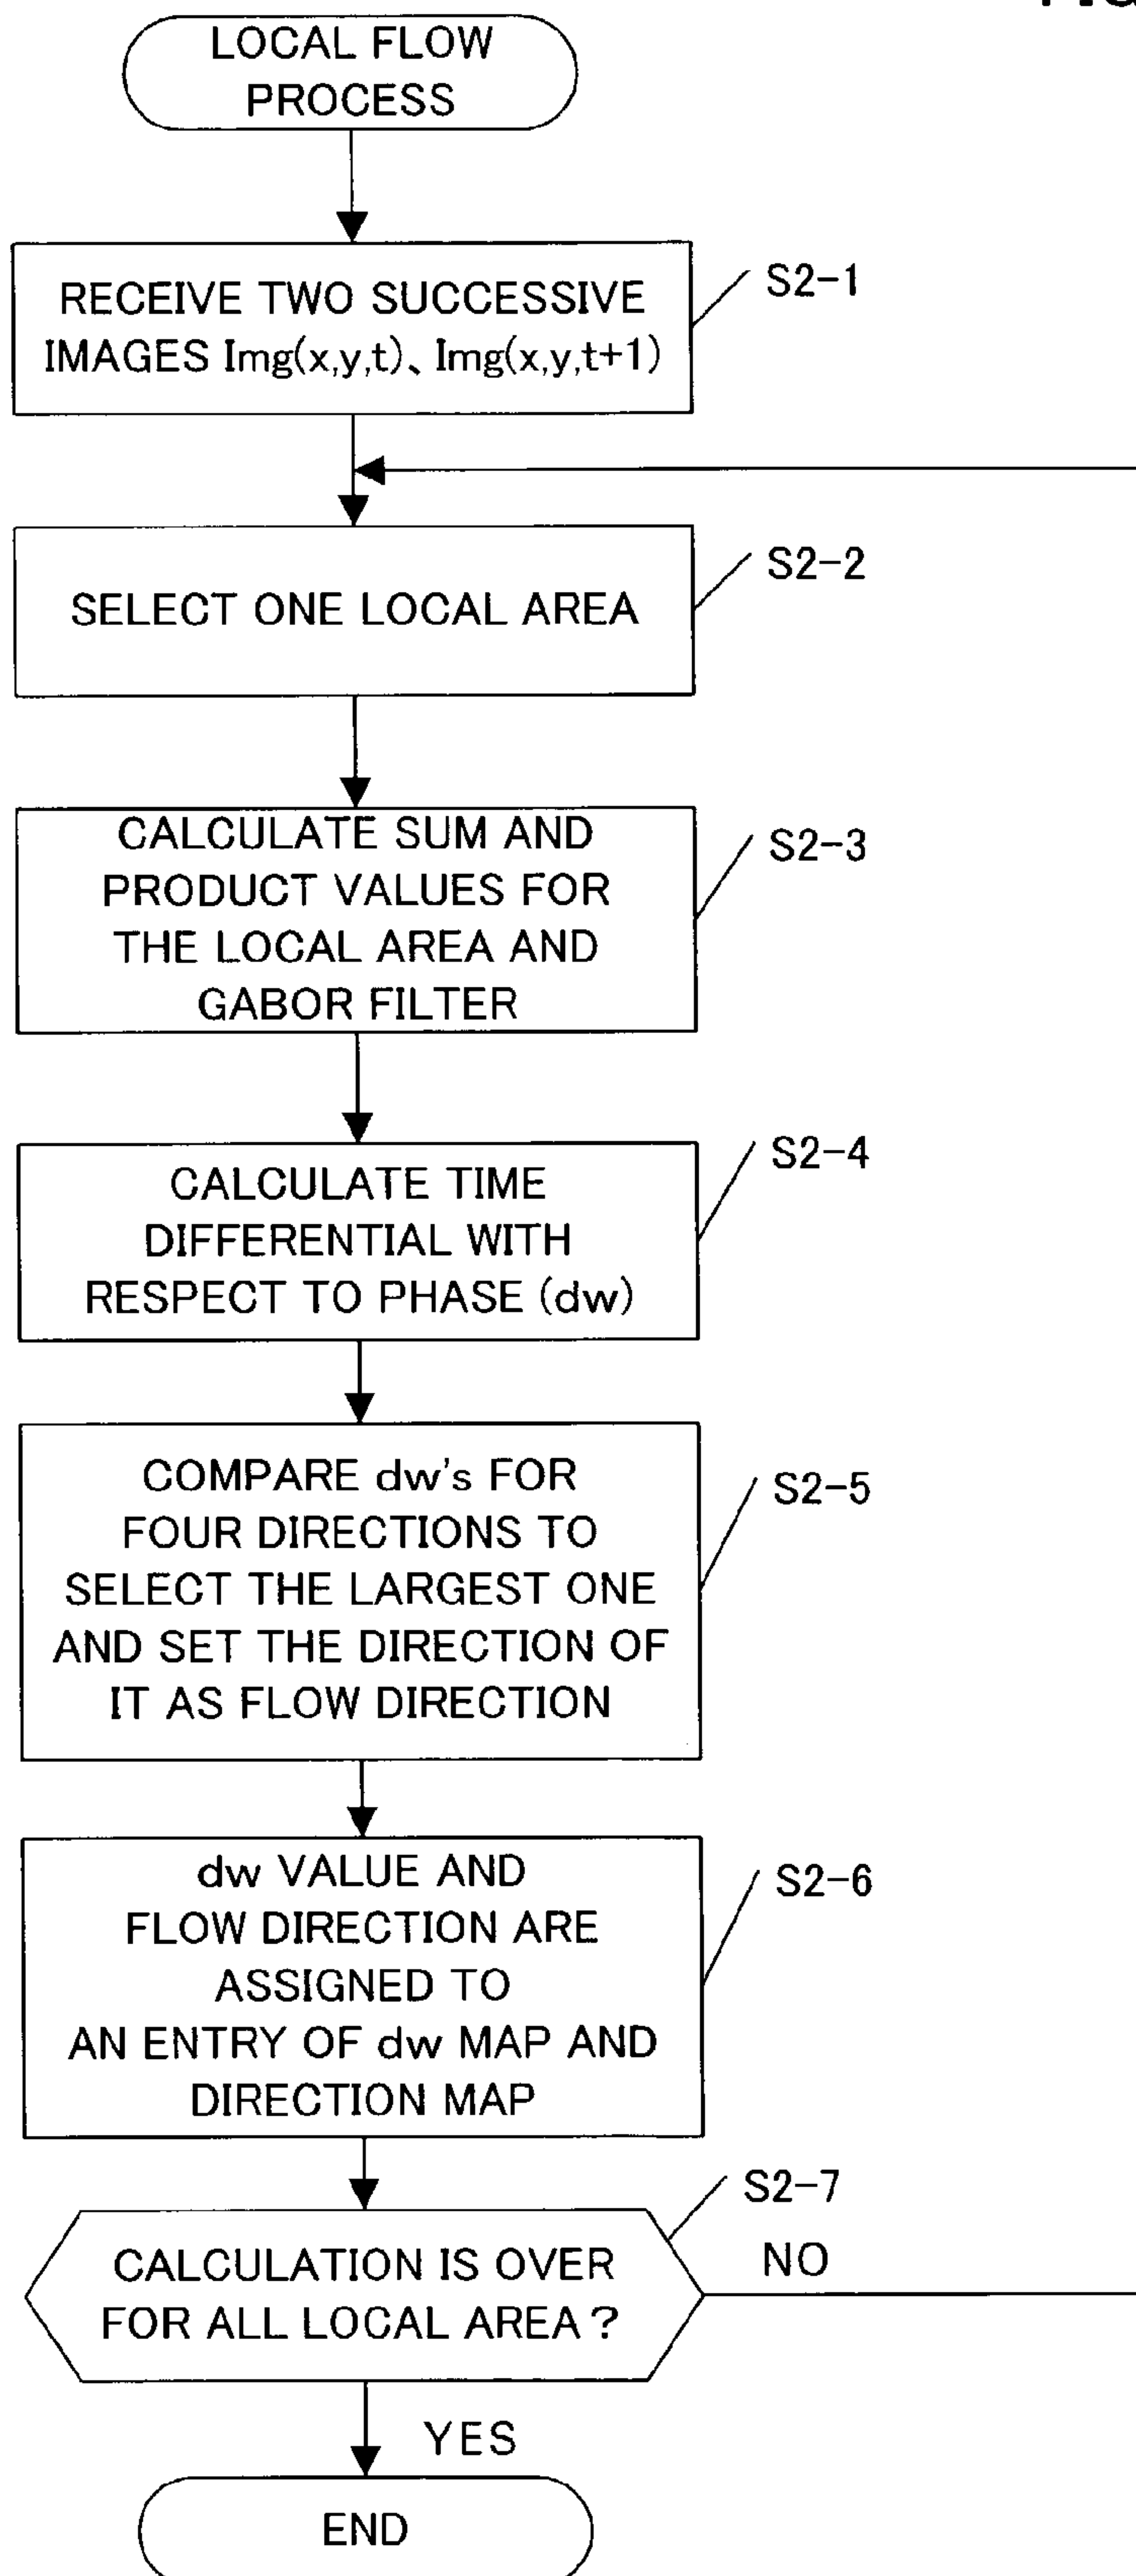 LOCAL FLOW
PROCESS
RECEIVE TWO SUCCESSIVE
IMAGES Img(x,y,t)、Img(x,y,t+1)
S2-1
SELECT ONE LOCAL AREA
S2-2
CALCULATE SUM AND
PRODUCT VALUES FOR
THE LOCAL AREA AND
GABOR FILTER
S2-3
CALCULATE TIME
DIFFERENTIAL WITH
RESPECT TO PHASE (dw)
S2-4
COMPARE dw's FOR
FOUR DIRECTIONS TO
SELECT THE LARGEST ONE
AND SET THE DIRECTION OF
IT AS FLOW DIRECTION
S2-5
dw VALUE AND
FLOW DIRECTION ARE
ASSIGNED TO
AN ENTRY OF dw MAP AND
DIRECTION MAP
S2-6
CALCULATION IS OVER
FOR ALL LOCAL AREA?
S2-7
NO
YES
END